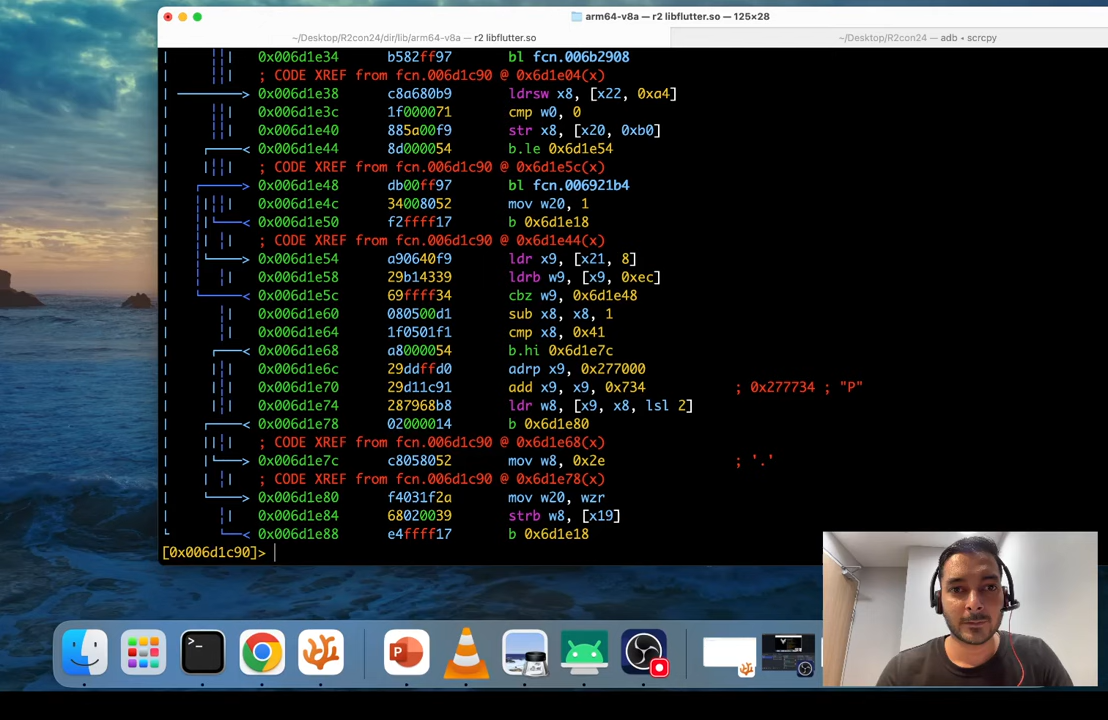 arm64-v8a — r2 libflutter.so — 125×28
~/Desktop/R2con24/dir/lib/arm64-v8a — r2 libflutter.so
~/Desktop/R2con24 — adb • scrcpy
0x006d1e34 b582ff97 bl fcn.006b2908
; CODE XREF from fcn.006d1c90 @ 0x6d1e04(x)
0x006d1e38 c8a680b9 ldrsw x8, [x22, 0xa4]
0x006d1e3c 1f000071 cmp w0, 0
0x006d1e40 885a00f9 str x8, [x20, 0xb0]
0x006d1e44 8d000054 b.le 0x6d1e54
; CODE XREF from fcn.006d1c90 @ 0x6d1e5c(x)
0x006d1e48 db00ff97 bl fcn.006921b4
0x006d1e4c 34008052 mov w20, 1
0x006d1e50 f2ffff17 b 0x6d1e18
; CODE XREF from fcn.006d1c90 @ 0x6d1e44(x)
0x006d1e54 a90640f9 ldr x9, [x21, 8]
0x006d1e58 29b14339 ldrb w9, [x9, 0xec]
0x006d1e5c 69ffff34 cbz w9, 0x6d1e48
0x006d1e60 080500d1 sub x8, x8, 1
0x006d1e64 1f0501f1 cmp x8, 0x41
0x006d1e68 a8000054 b.hi 0x6d1e7c
0x006d1e6c 29ddffd0 adrp x9, 0x277000
0x006d1e70 29d11c91 add x9, x9, 0x734 ; 0x277734 ; "P"
0x006d1e74 287968b8 ldr w8, [x9, x8, lsl 2]
0x006d1e78 02000014 b 0x6d1e80
; CODE XREF from fcn.006d1c90 @ 0x6d1e68(x)
0x006d1e7c c8058052 mov w8, 0x2e ; '.'
; CODE XREF from fcn.006d1c90 @ 0x6d1e78(x)
0x006d1e80 f4031f2a mov w20, wzr
0x006d1e84 68020039 strb w8, [x19]
0x006d1e88 e4ffff17 b 0x6d1e18
[0x006d1c90]>